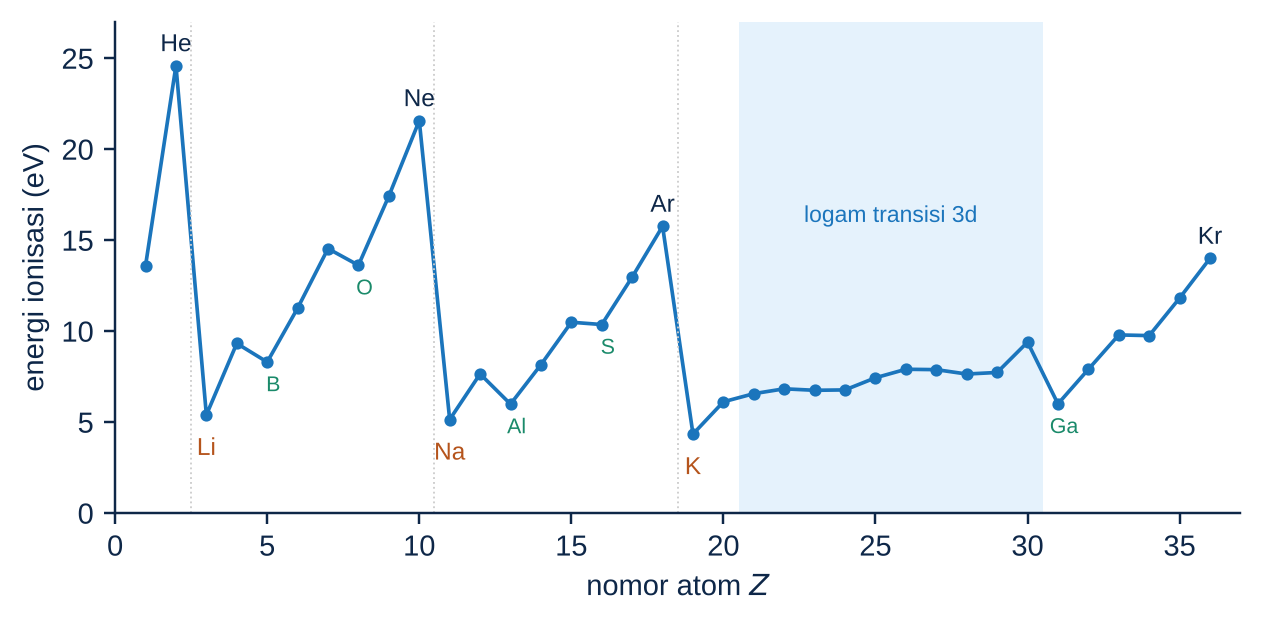 energi ionisasi (eV)
25
20
15
10
5
0
He
Ne
Ar
Kr
logam transisi 3d
O
B
S
Al
Ga
Li
Na
K
0
5
10
15
20
25
30
35
nomor atom Z